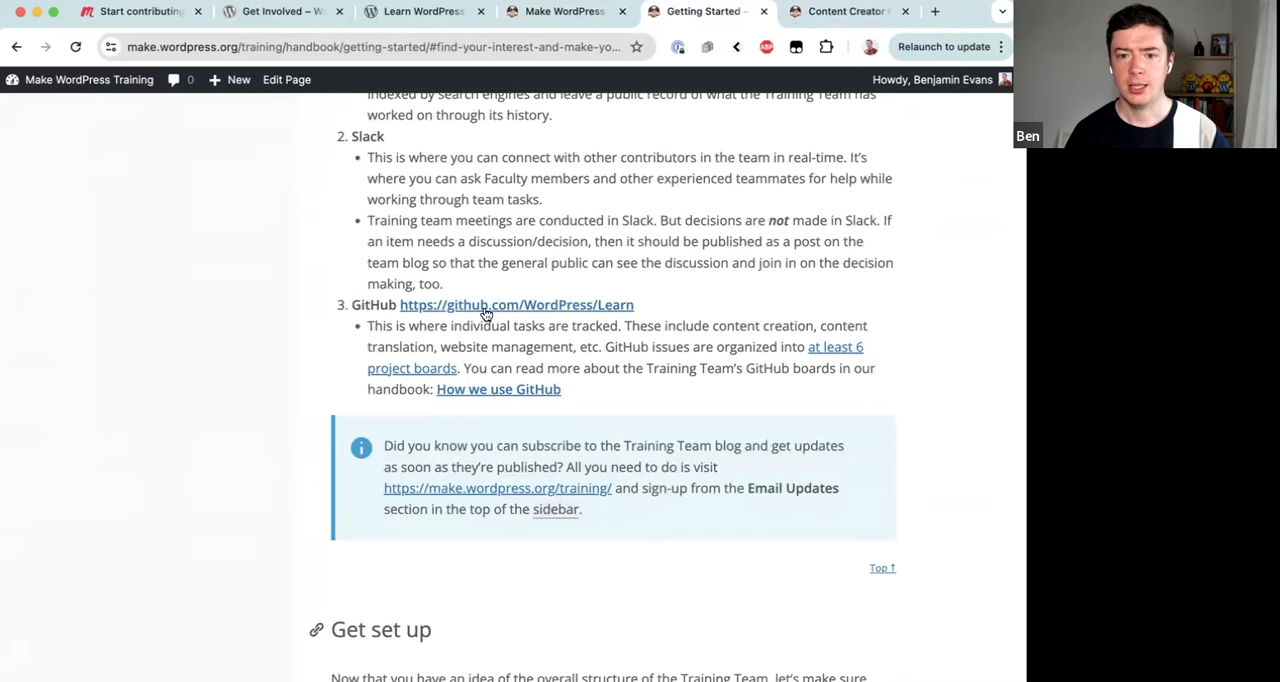 Start contributing
Get Involved – W
Learn WordPress
Make WordPress
Getting Started –
Content Creator
make.wordpress.org/training/handbook/getting-started/#find-your-interest-and-make-yo...
ABP
Relaunch to update
Make WordPress Training
0
New
Edit Page
Howdy, Benjamin Evans
Ben
indexed by search engines and leave a public record of what the Training Team has
worked on through its history.
2. Slack
• This is where you can connect with other contributors in the team in real-time. It’s
where you can ask Faculty members and other experienced teammates for help while
working through team tasks.
• Training team meetings are conducted in Slack. But decisions are not made in Slack. If
an item needs a discussion/decision, then it should be published as a post on the
team blog so that the general public can see the discussion and join in on the decision
making, too.
3. GitHub https://github.com/WordPress/Learn
• This is where individual tasks are tracked. These include content creation, content
translation, website management, etc. GitHub issues are organized into at least 6
project boards. You can read more about the Training Team’s GitHub boards in our
handbook: How we use GitHub
Did you know you can subscribe to the Training Team blog and get updates
as soon as they’re published? All you need to do is visit
https://make.wordpress.org/training/ and sign-up from the Email Updates
section in the top of the sidebar.
Top ↑
Get set up
Now that you have an idea of the overall structure of the Training Team, let’s make sure